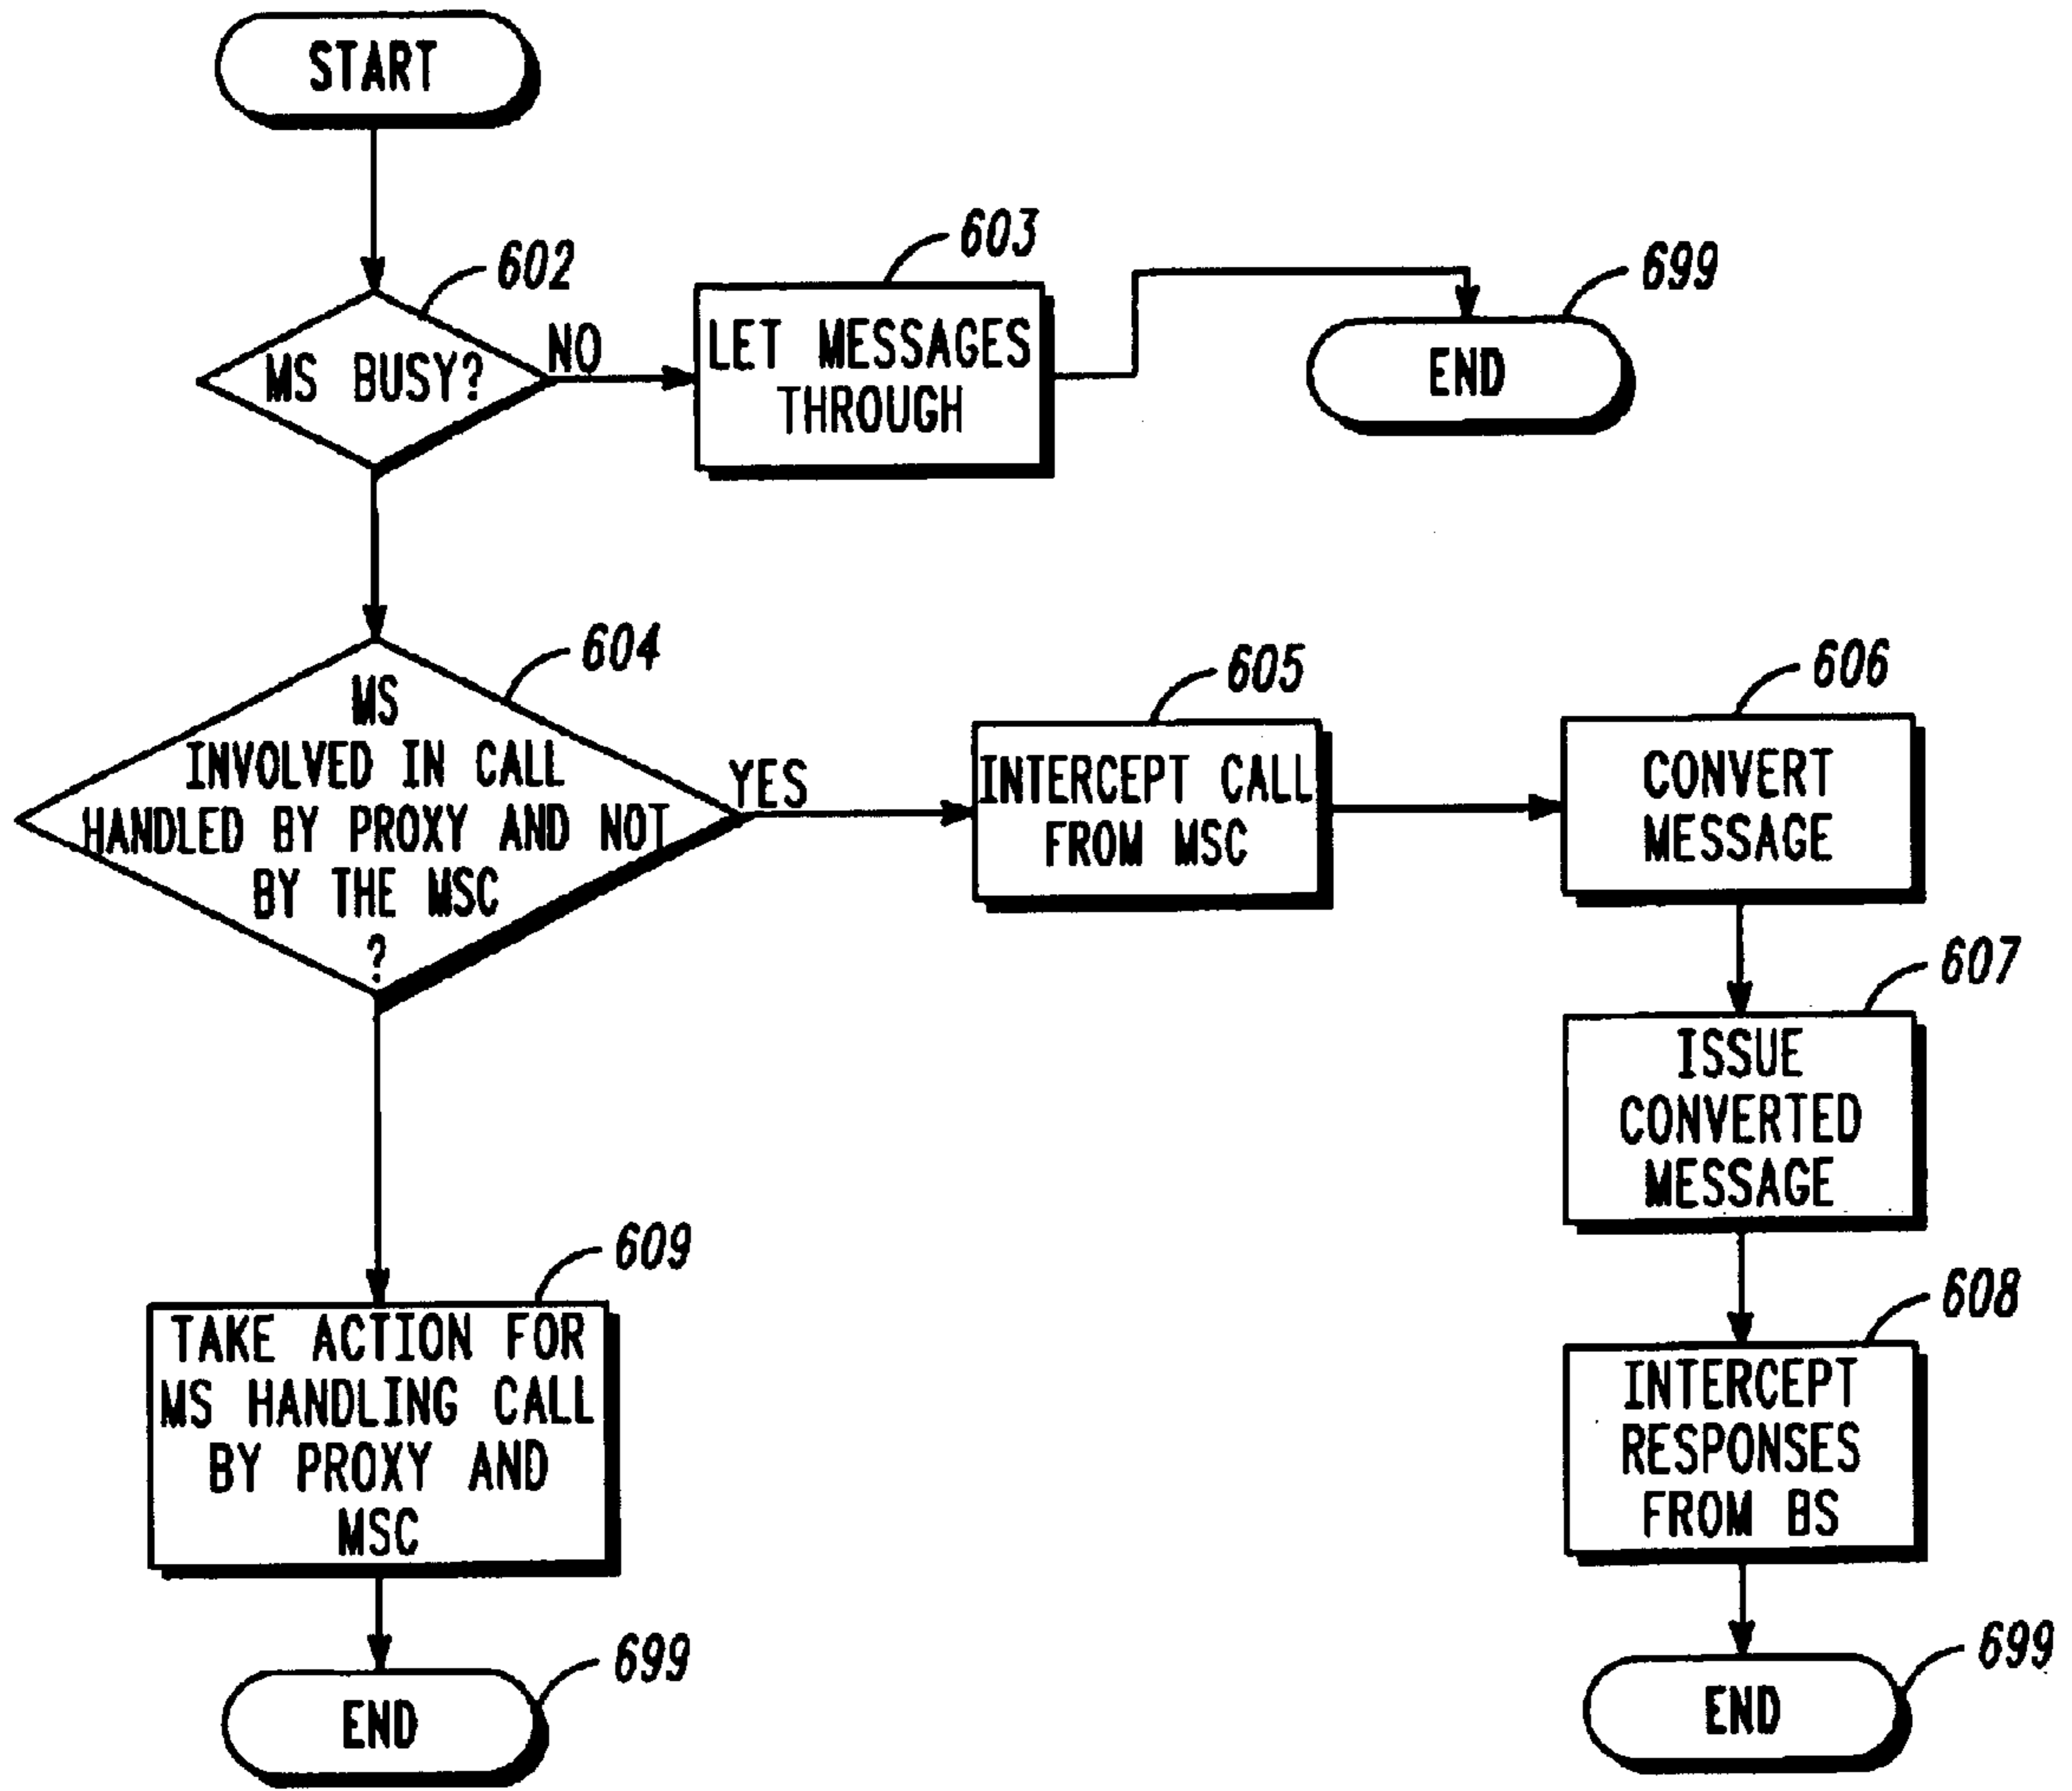 START
602
MS BUSY?
NO
603
LET MESSAGES
THROUGH
699
END
604
MS
INVOLVED IN CALL
HANDLED BY PROXY AND NOT
BY THE MSC
?
YES
605
INTERCEPT CALL
FROM MSC
606
CONVERT
MESSAGE
607
ISSUE
CONVERTED
MESSAGE
608
INTERCEPT
RESPONSES
FROM BS
699
END
609
TAKE ACTION FOR
MS HANDLING CALL
BY PROXY AND
MSC
699
END